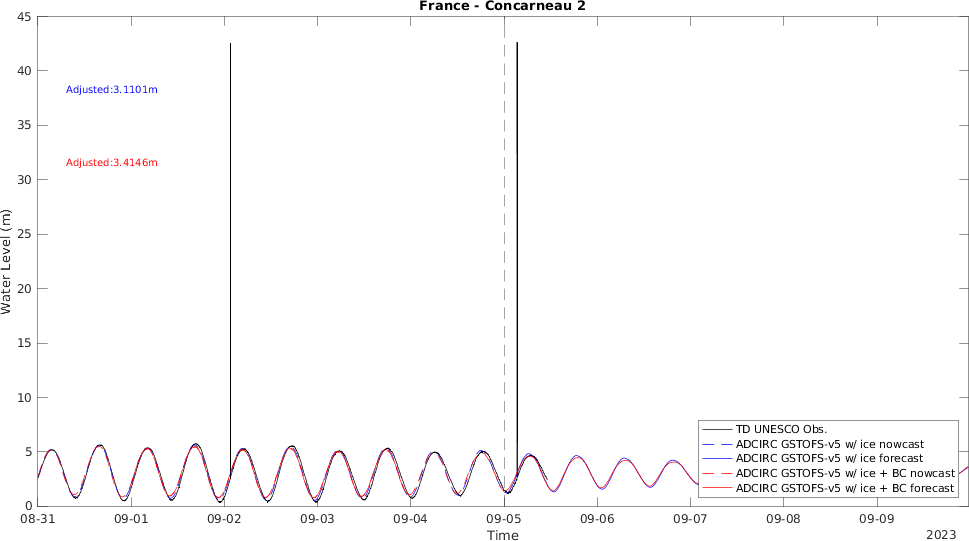 France - Concarneau 2
45
40
35
30
25
20
15
10
5
0
Water Level (m)
Adjusted:3.1101m
Adjusted:3.4146m
TD UNESCO Obs.
ADCIRC GSTOFS-v5 w/ ice nowcast
ADCIRC GSTOFS-v5 w/ ice forecast
ADCIRC GSTOFS-v5 w/ ice + BC nowcast
ADCIRC GSTOFS-v5 w/ ice + BC forecast
08-31 09-01 09-02 09-03 09-04 09-05 09-06 09-07 09-08 09-09
Time
2023